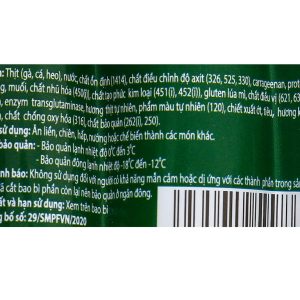 : Thịt (gà, cá, heo), nước, chất ổn định (1414), chất điều chỉnh độ axit (326, 525, 330), carrageenan, prot
muối, chất nhũ hóa (450i), chất tạo phức kim loại (451(i), 452(i)), gluten lúa mì, chất điều vị (621, 63
enzym transglutaminase, hương thịt tự nhiên, phẩm màu tự nhiên (120), chiết xuất ớt, tiêu, hương k
chất chống oxy hóa (316), chất bảo quản (262(i), 250).
sử dụng: Ăn liền, chiên, hấp, nướng hoặc chế biến thành các món khác.
bảo quản: - Bảo quản lạnh nhiệt độ 0°C đến 3°C
- Bảo quản đông lạnh nhiệt độ -18°C đến -12°C
nh báo: Không sử dụng đối với người có khả năng mẫn cảm hoặc dị ứng với các thành phần trong sản
ã cắt bao bì phần còn lại nên bảo quản ở ngăn đông.
ất và hạn sử dụng: Xem trên bao bì
g bố số: 29/SMPFVN/2020